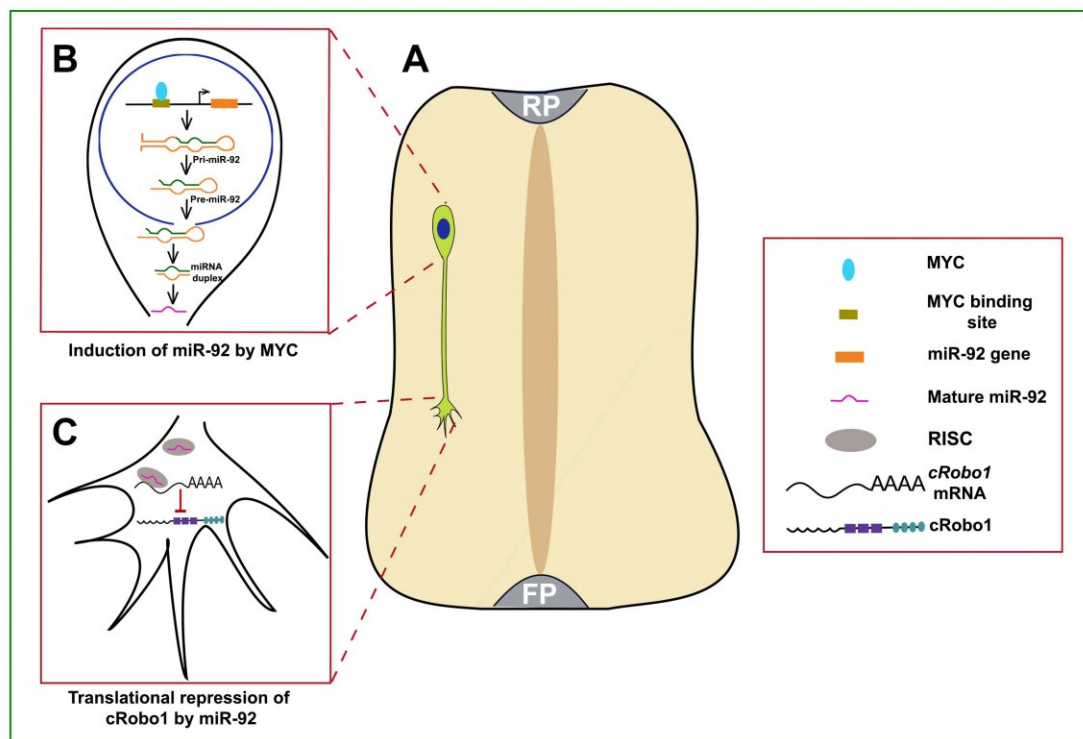 B
Pri-miR-92
Pre-miR-92
miRNA
duplex
Induction of miR-92 by MYC
A
RP
FP
C
AAAA
Translational repression of
cRobo1 by miR-92
MYC
MYC binding
site
miR-92 gene
Mature miR-92
RISC
AAAA
cRobo1
mRNA
cRobo1